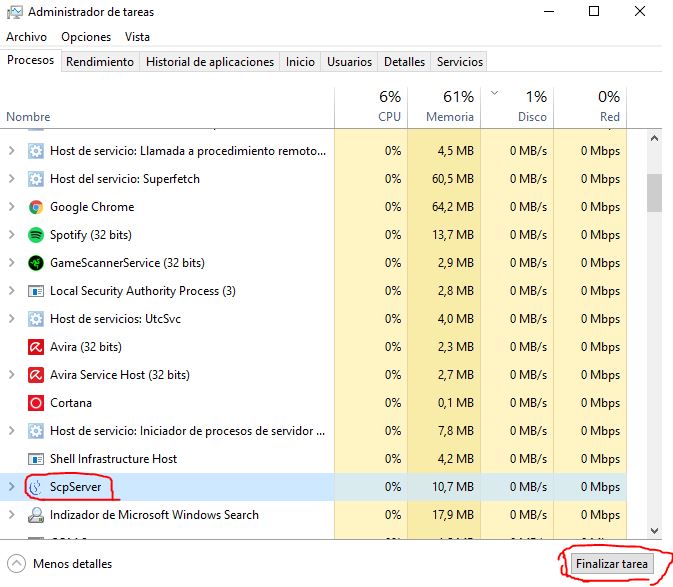 Administrador de tareas
Archivo Opciones Vista
Procesos Rendimiento Historial de aplicaciones Inicio Usuarios Detalles Servicios
6% 61% 1% 0%
Nombre CPU Memoria Disco Red
Host de servicio: Llamada a procedimiento remoto... 0% 4,5 MB 0 MB/s 0 Mbps
Host del servicio: Superfetch 0% 60,5 MB 0 MB/s 0 Mbps
Google Chrome 0% 64,2 MB 0 MB/s 0 Mbps
Spotify (32 bits) 0% 13,7 MB 0 MB/s 0 Mbps
GameScannerService (32 bits) 0% 2,9 MB 0 MB/s 0 Mbps
Local Security Authority Process (3) 0% 2,8 MB 0 MB/s 0 Mbps
Host de servicios: UtcSvc 0% 4,0 MB 0 MB/s 0 Mbps
Avira (32 bits) 0% 2,3 MB 0 MB/s 0 Mbps
Avira Service Host (32 bits) 0% 2,7 MB 0 MB/s 0 Mbps
Cortana 0% 0,1 MB 0 MB/s 0 Mbps
Host de servicio: Iniciador de procesos de servidor ... 0% 7,8 MB 0 MB/s 0 Mbps
Shell Infrastructure Host 0% 4,2 MB 0 MB/s 0 Mbps
ScpServer 0% 10,7 MB 0 MB/s 0 Mbps
Indizador de Microsoft Windows Search 0% 17,9 MB 0 MB/s 0 Mbps
Menos detalles Finalizar tarea